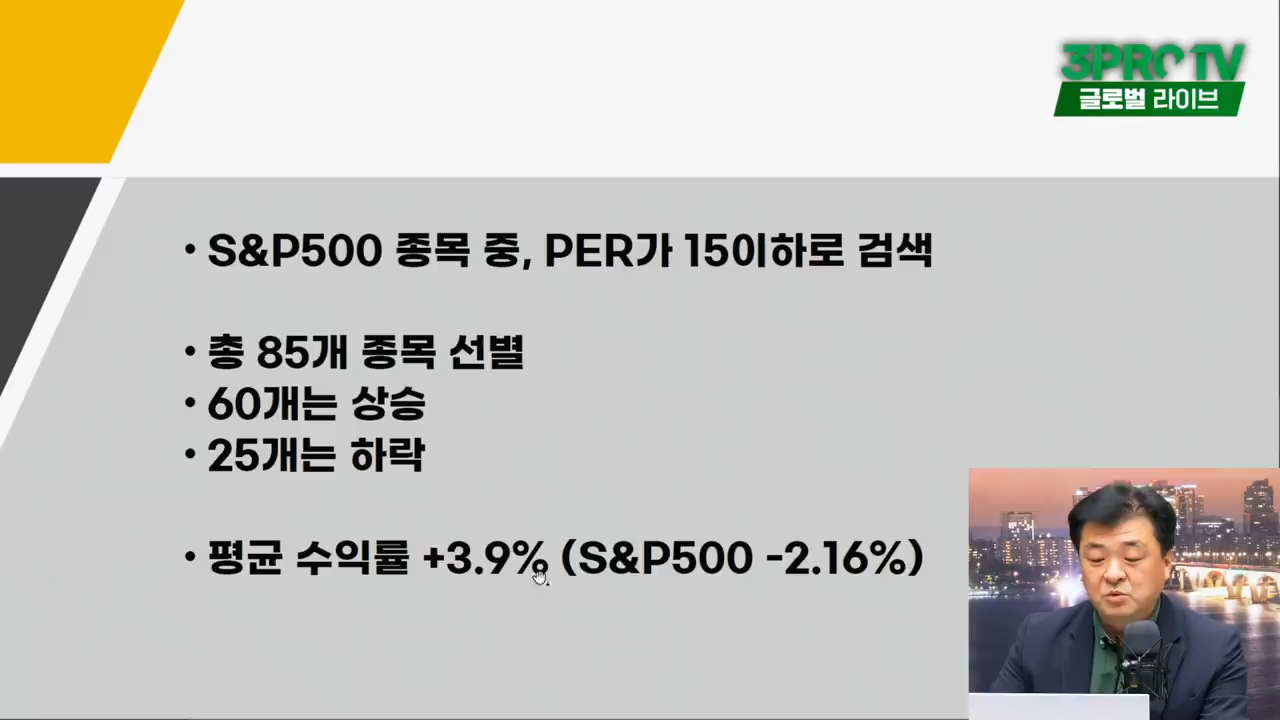 3PRO TV
글로벌 라이브
• S&P500 종목 중, PER가 15이하로 검색
• 총 85개 종목 선별
• 60개는 상승
• 25개는 하락
• 평균 수익률 +3.9% (S&P500 -2.16%)